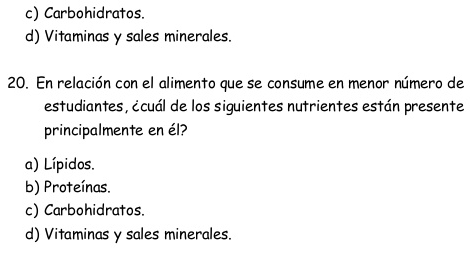 c) Carbohidratos.
d) Vitaminas y sales minerales.
20. En relación con el alimento que se consume en menor número de
estudiantes, ¿cuál de los siguientes nutrientes están presente
principalmente en él?
a) Lípidos.
b) Proteínas.
c) Carbohidratos.
d) Vitaminas y sales minerales.